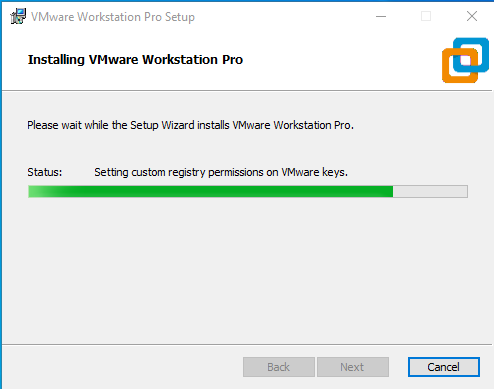 VMware Workstation Pro Setup
Installing VMware Workstation Pro
Please wait while the Setup Wizard installs VMware Workstation Pro.
Status: Setting custom registry permissions on VMware keys.
Back Next Cancel